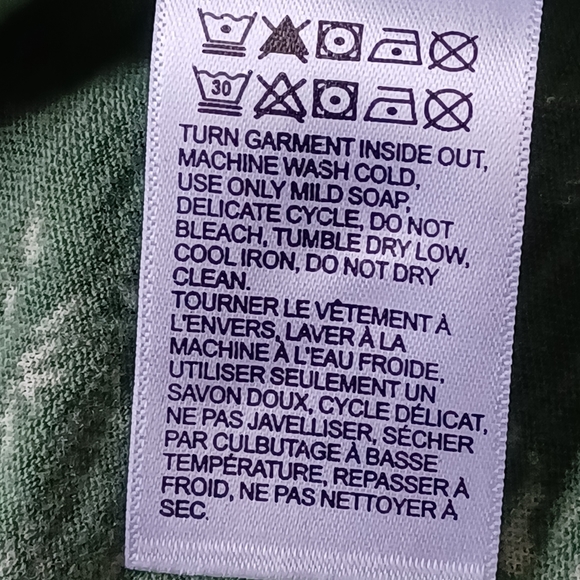 30
TURN GARMENT INSIDE OUT,
MACHINE WASH COLD,
USE ONLY MILD SOAP,
DELICATE CYCLE, DO NOT
BLEACH, TUMBLE DRY LOW,
COOL IRON, DO NOT DRY
CLEAN.
TOURNER LE VÊTEMENT À
L'ENVERS, LAVER À LA
MACHINE À L'EAU FROIDE,
UTILISER SEULEMENT UN
SAVON DOUX, CYCLE DÉLICAT,
NE PAS JAVELLISER, SÉCHER
PAR CULBUTAGE À BASSE
TEMPÉRATURE, REPASSER À
FROID, NE PAS NETTOYER À
SEC.